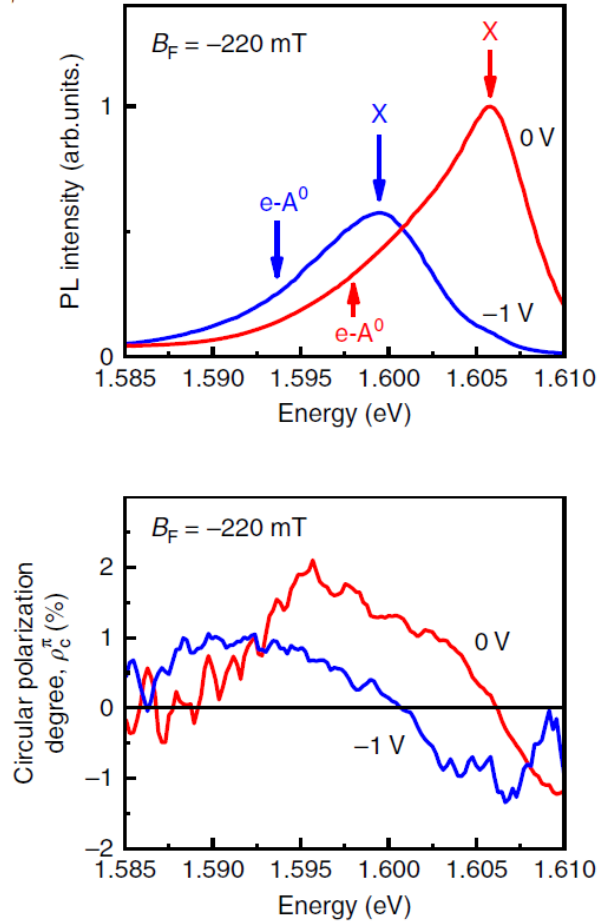 B_F = −220 mT
X
X
0 V
e-A⁰
−1 V
e-A⁰
PL intensity (arb.units.)
1
0
1.585 1.590 1.595 1.600 1.605 1.610
Energy (eV)
B_F = −220 mT
Circular polarization
degree, ρ_c^π (%)
2
1
0
−1
−2
0 V
−1 V
1.585 1.590 1.595 1.600 1.605 1.610
Energy (eV)